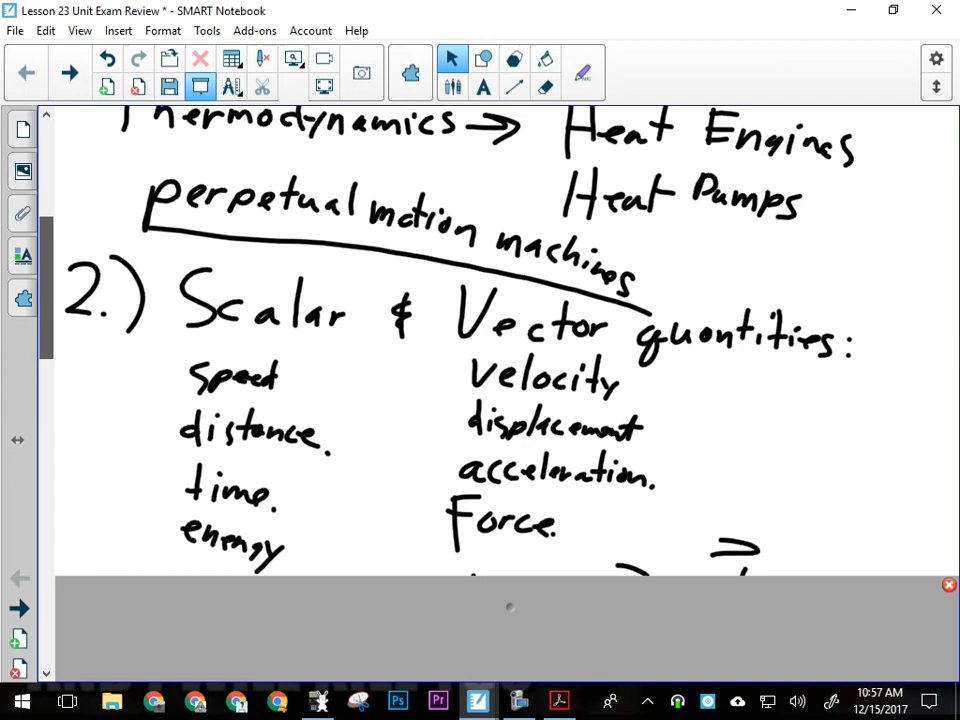 Lesson 23 Unit Exam Review * - SMART Notebook
File Edit View Insert Format Tools Add-ons Account Help
Thermodynamics → Heat Engines
Heat Pumps
perpetual motion machines
2.) Scalar & Vector quantities:
speed velocity
distance. displacement
time. acceleration.
energy Force.
10:57 AM
12/15/2017